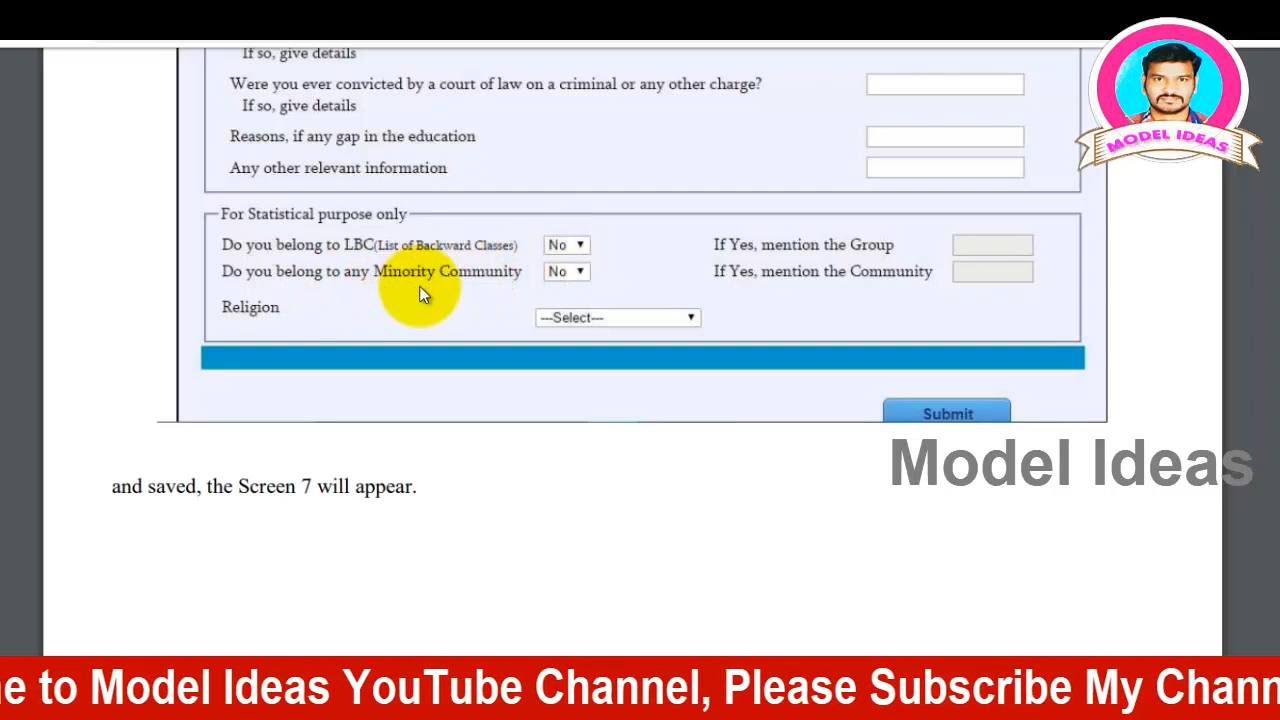 If so, give details
Were you ever convicted by a court of law on a criminal or any other charge?
If so, give details
Reasons, if any gap in the education
Any other relevant information
MODEL IDEAS
For Statistical purpose only
Do you belong to LBC(List of Backward Classes) No If Yes, mention the Group
Do you belong to any Minority Community No If Yes, mention the Community
Religion ---Select---
Submit
Model Ideas
and saved, the Screen 7 will appear.
e to Model Ideas YouTube Channel, Please Subscribe My Chann